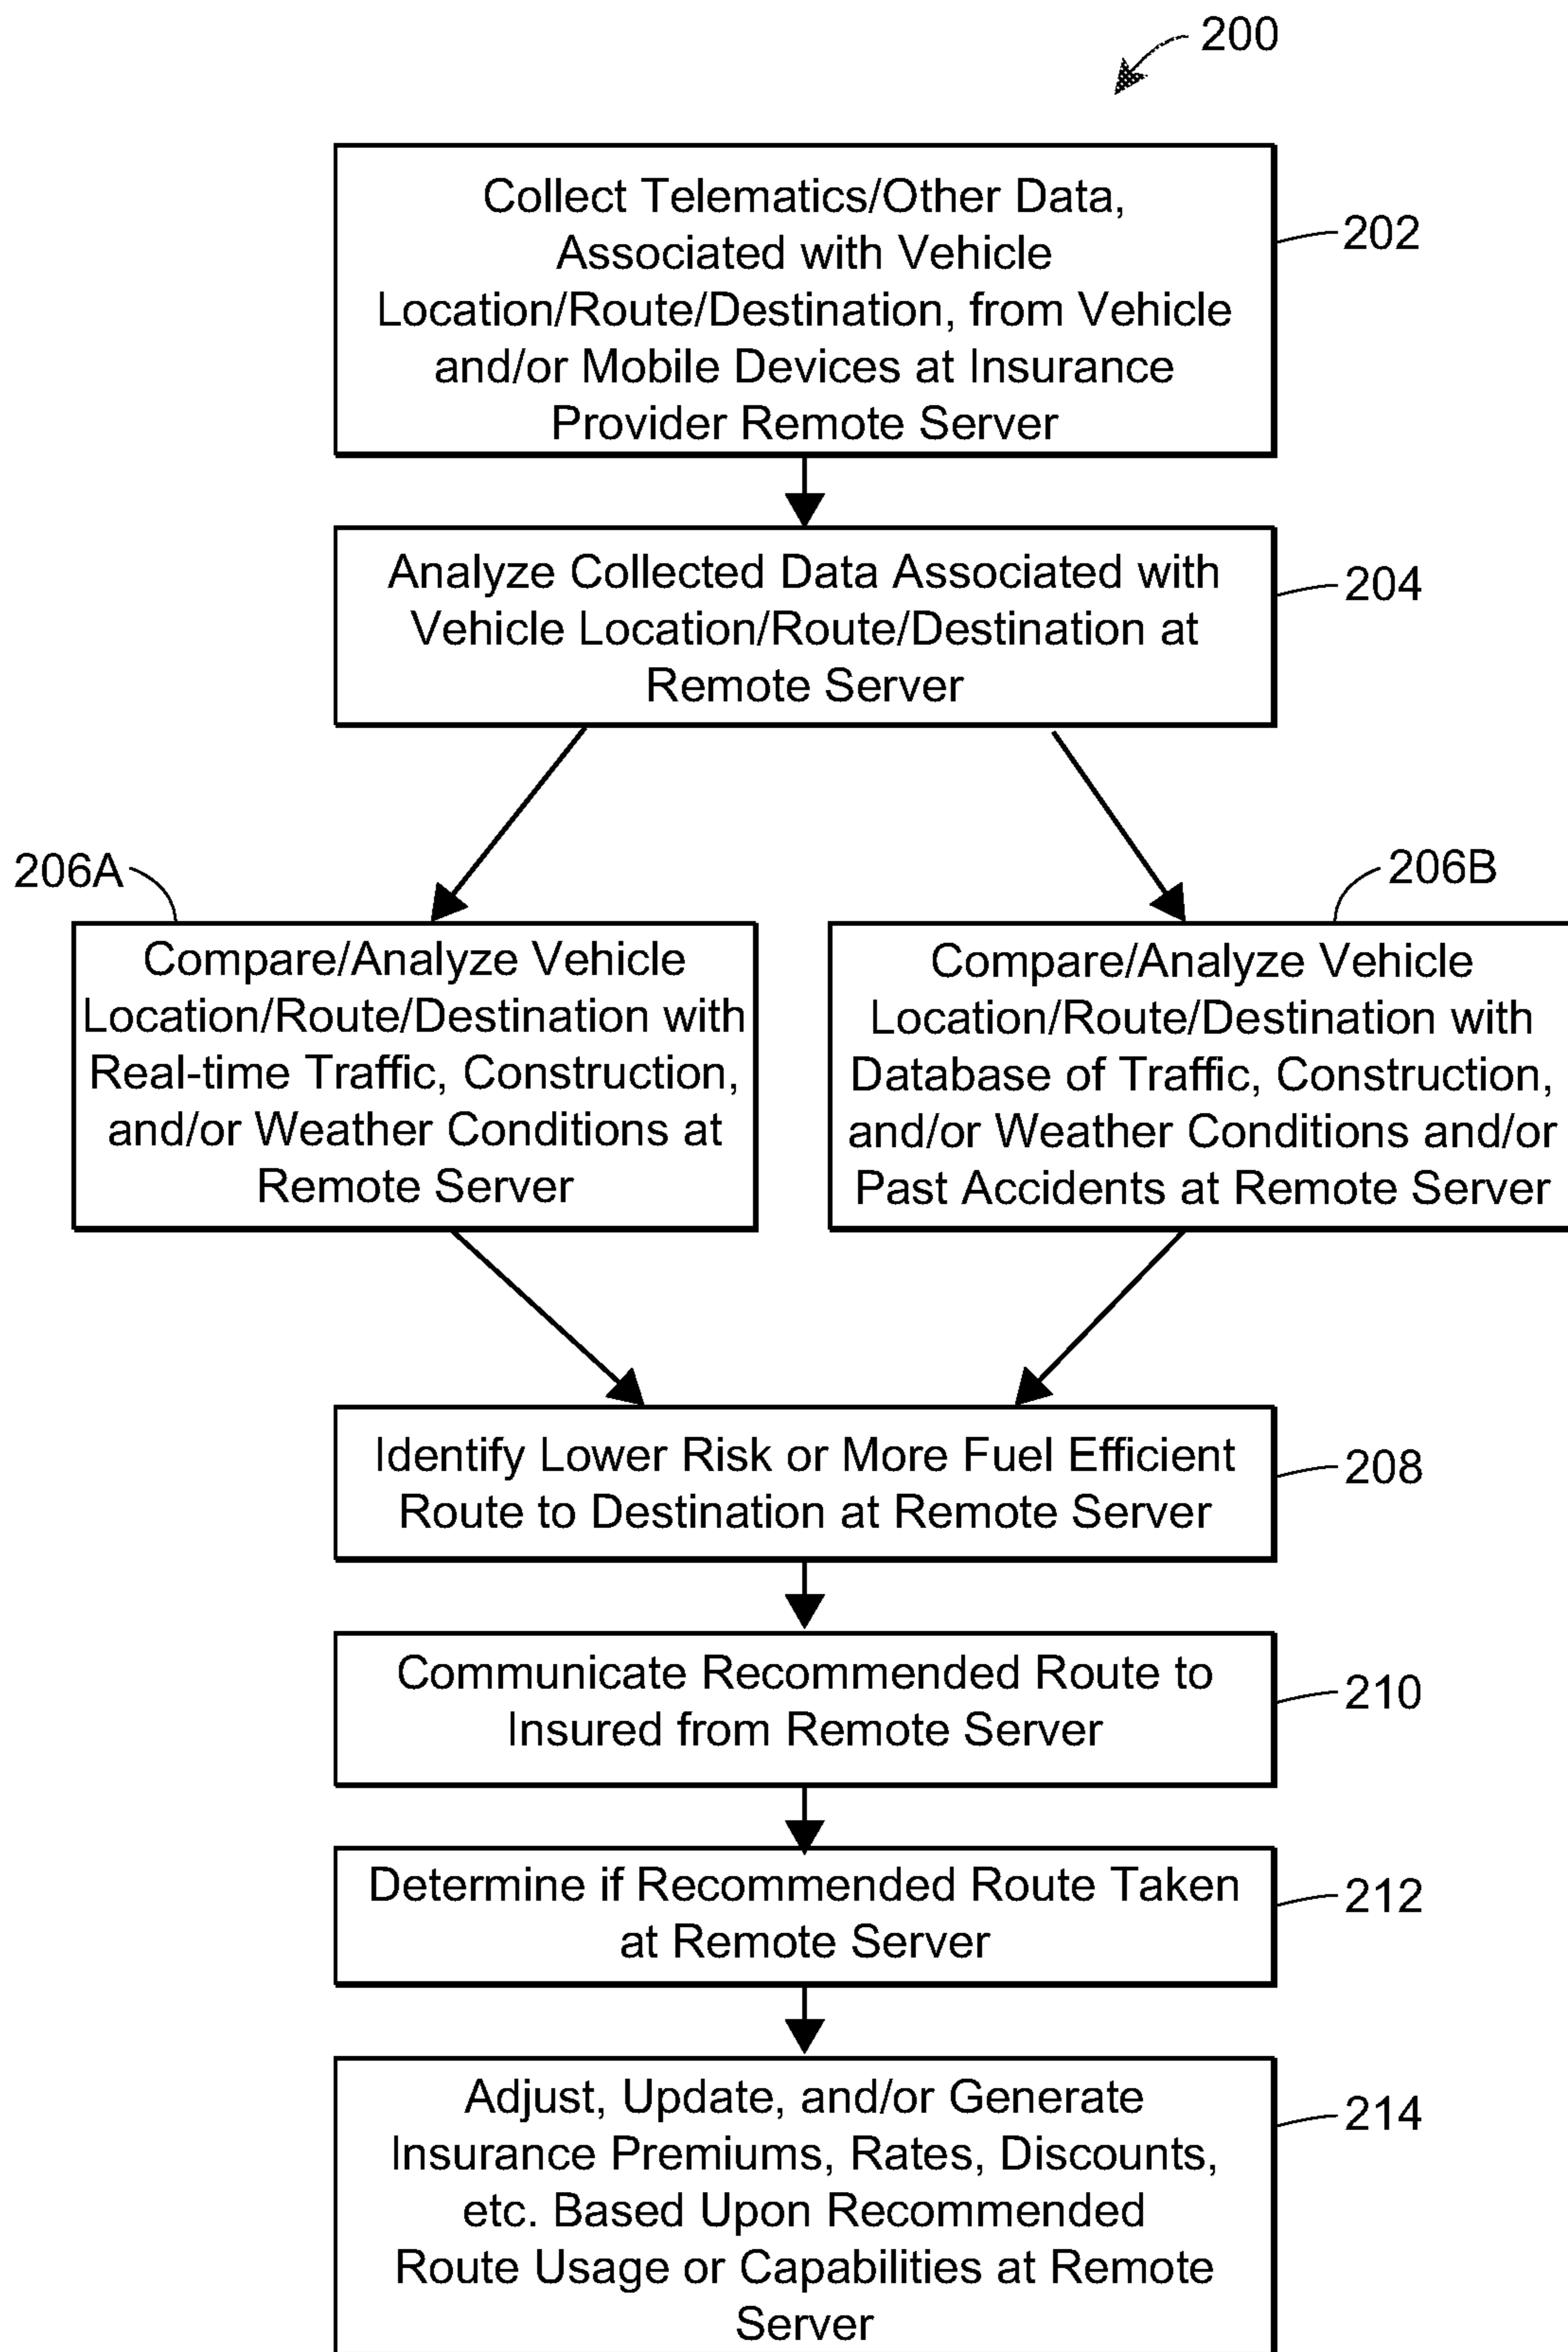 200
Collect Telematics/Other Data,
Associated with Vehicle
Location/Route/Destination, from Vehicle
and/or Mobile Devices at Insurance
Provider Remote Server
202
Analyze Collected Data Associated with
Vehicle Location/Route/Destination at
Remote Server
204
206A
Compare/Analyze Vehicle
Location/Route/Destination with
Real-time Traffic, Construction,
and/or Weather Conditions at
Remote Server
206B
Compare/Analyze Vehicle
Location/Route/Destination with
Database of Traffic, Construction,
and/or Weather Conditions and/or
Past Accidents at Remote Server
Identify Lower Risk or More Fuel Efficient
Route to Destination at Remote Server
208
Communicate Recommended Route to
Insured from Remote Server
210
Determine if Recommended Route Taken
at Remote Server
212
Adjust, Update, and/or Generate
Insurance Premiums, Rates, Discounts,
etc. Based Upon Recommended
Route Usage or Capabilities at Remote
Server
214